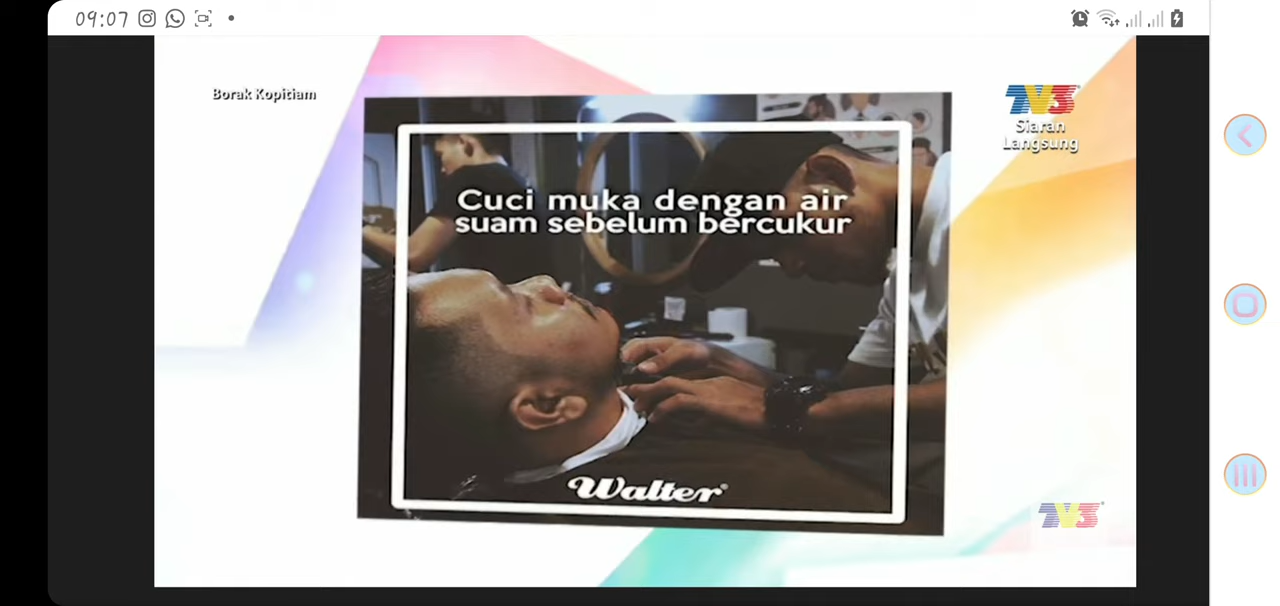 09:07
Borak Kopitiam
TV3
Siaran
Langsung
Cuci muka dengan air
suam sebelum bercukur
Walter
TV3